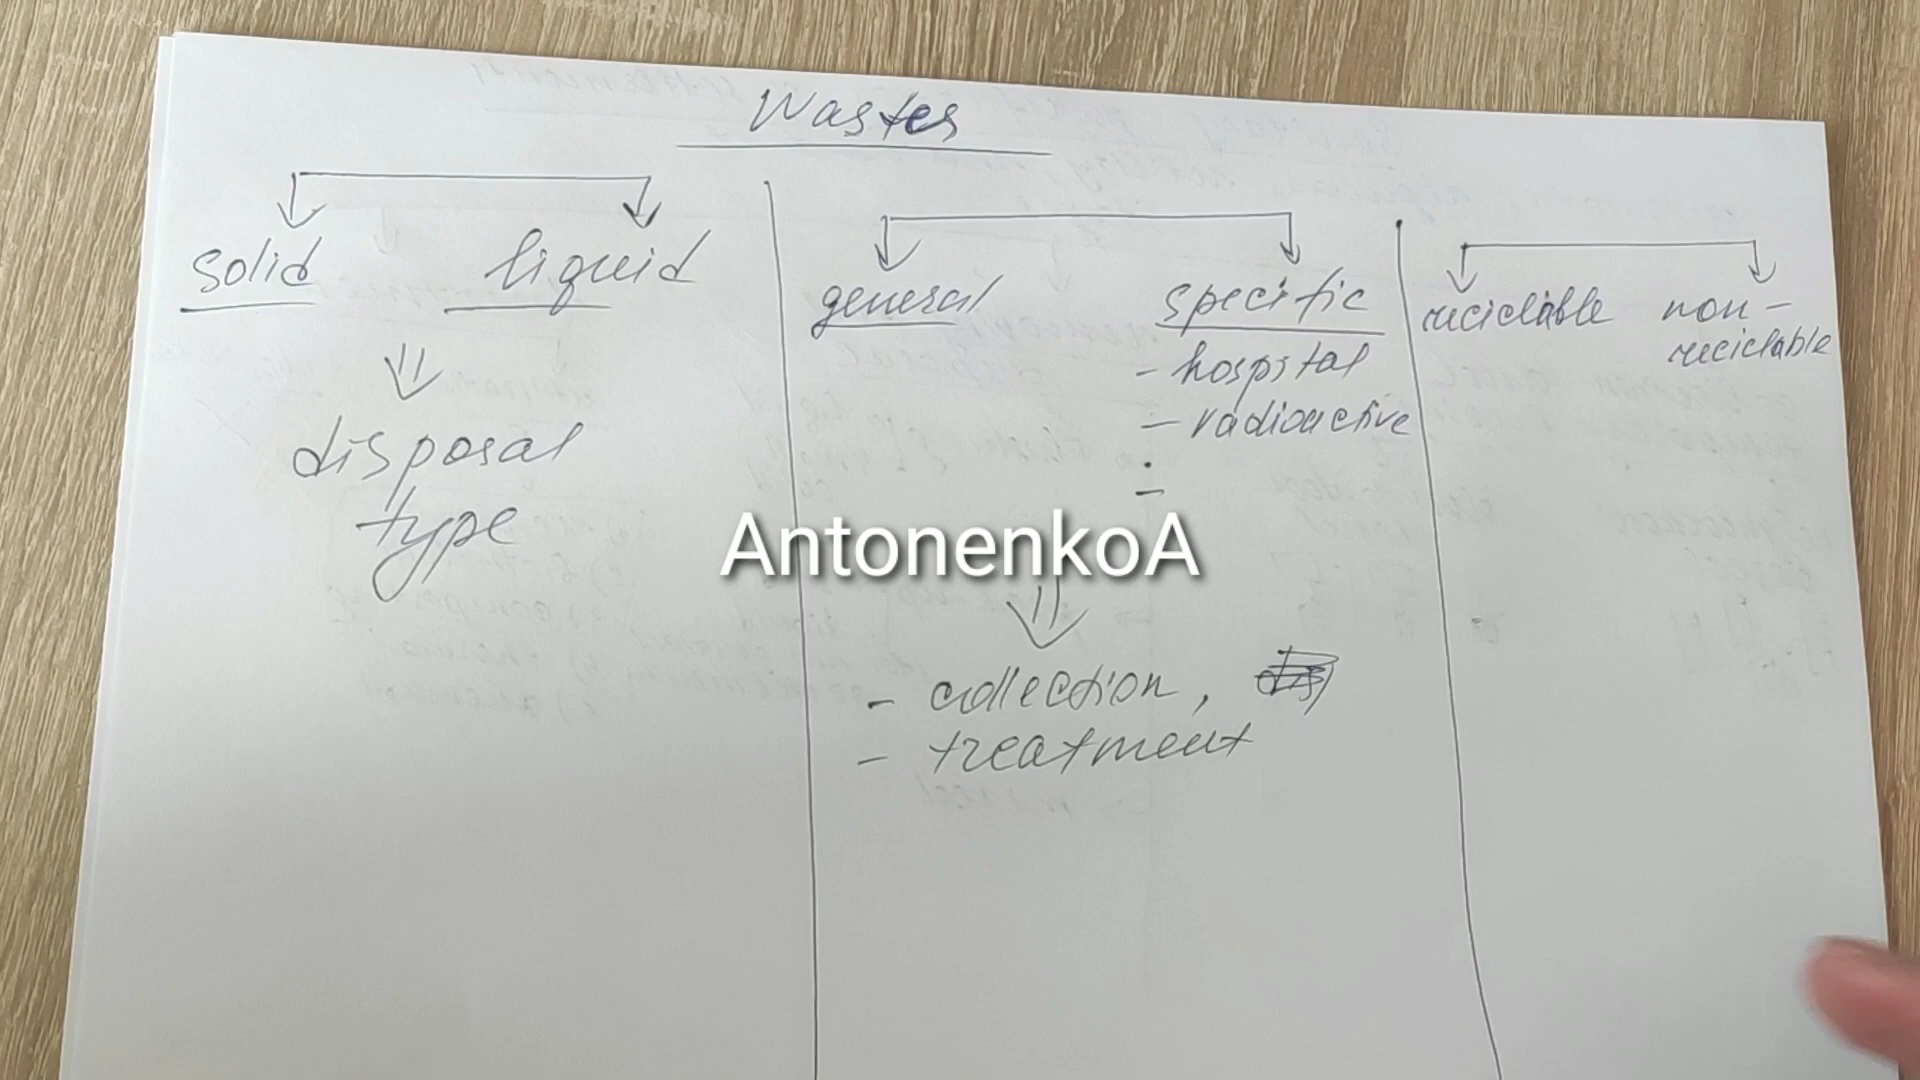 Wastes
solid liquid
disposal
type
general specific
- hospital
- radioactive
-
- collection,
- treatment
reciclable non-
reciclable
AntonenkoA